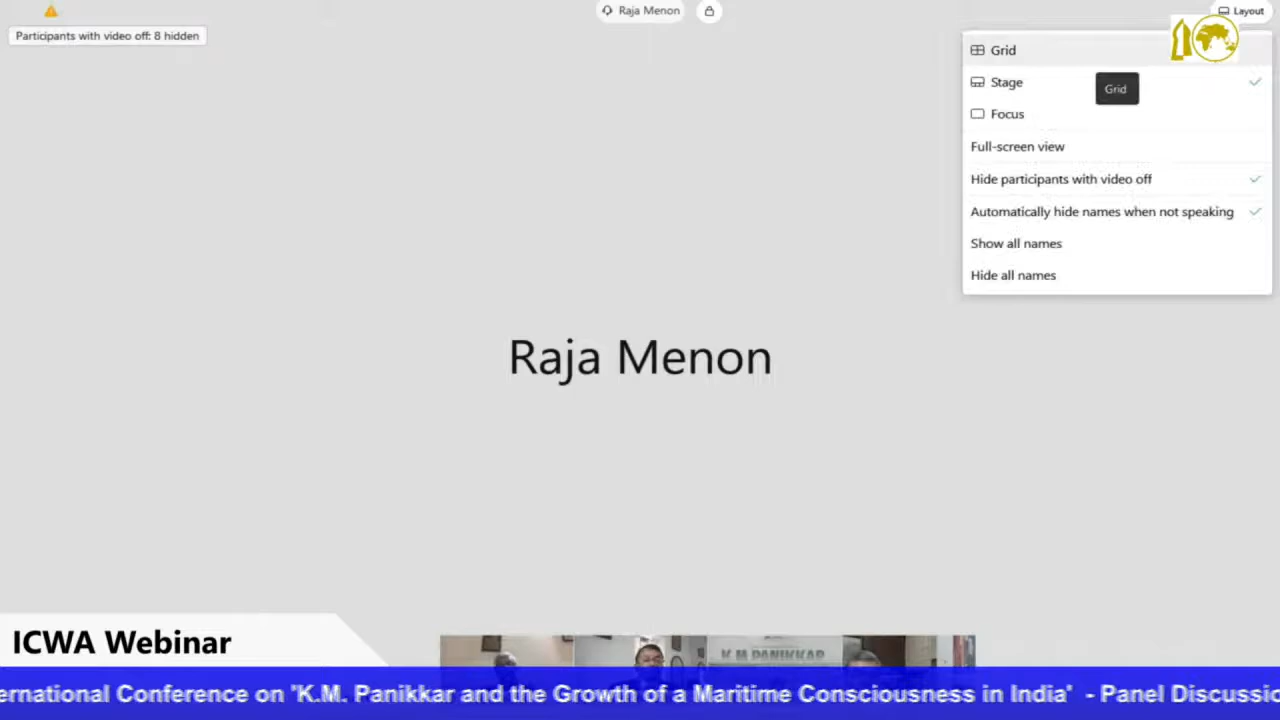 Raja Menon
Layout
Participants with video off: 8 hidden
Grid
Stage
Grid
Focus
Full-screen view
Hide participants with video off
Automatically hide names when not speaking
Show all names
Hide all names
Raja Menon
ICWA Webinar
K M PANIKKAR
ernational Conference on 'K.M. Panikkar and the Growth of a Maritime Consciousness in India' - Panel Discussio